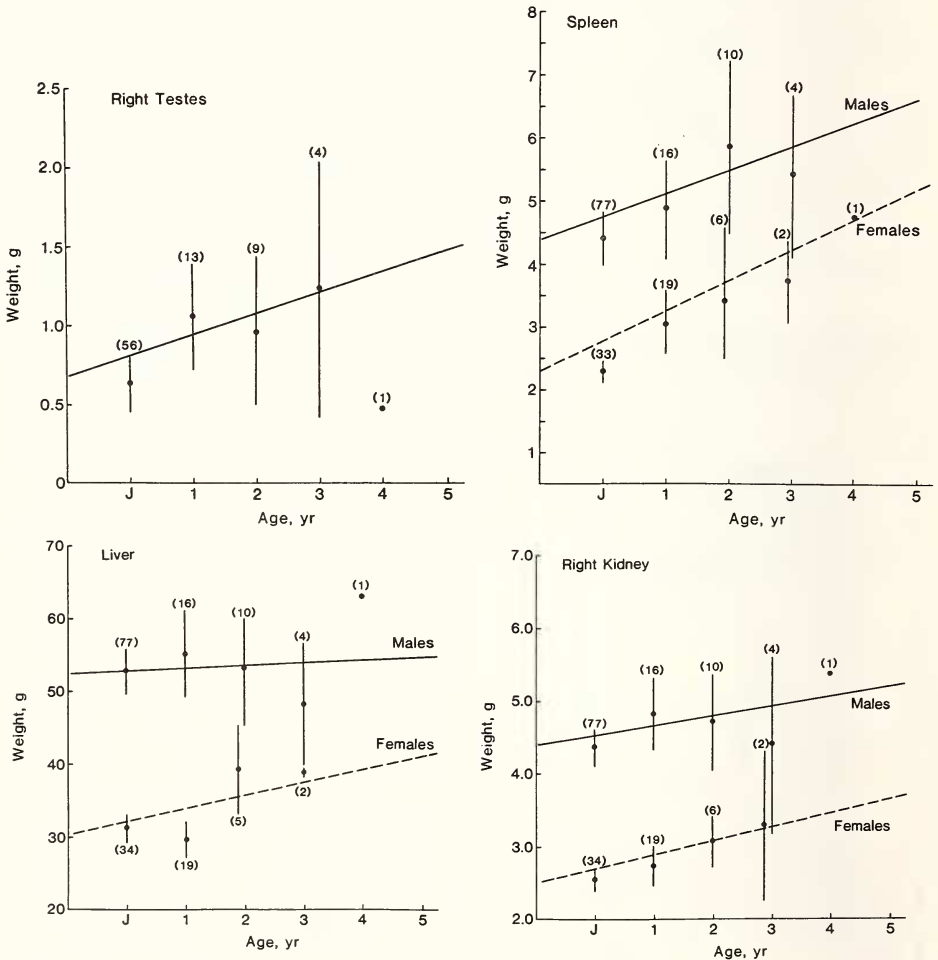 Right Testes
Weight, g
2.5
2.0
1.5
1.0
0.5
0
(56)
(13)
(9)
(4)
(1)
J 1 2 3 4 5
Age, yr
Spleen
Weight, g
8
7
6
5
4
3
2
1
(77)
(16)
(10)
(4)
Males
(33)
(19)
(6)
(2)
(1)
Females
J 1 2 3 4 5
Age, yr
Liver
Weight, g
70
60
50
40
30
20
(77)
(16)
(10)
(4)
(1)
Males
Females
(34)
(19)
(5)
(2)
J 1 2 3 4 5
Age, yr
Right Kidney
Weight, g
7.0
6.0
5.0
4.0
3.0
2.0
(77)
(16)
(10)
(4)
(1)
Males
(34)
(19)
(6)
(2)
Females
J 1 2 3 4 5
Age, yr